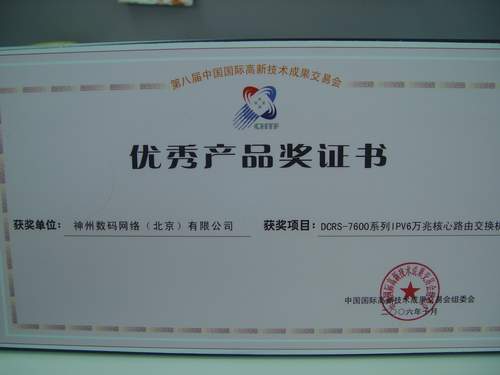 第八届中国国际高新技术成果交易会
CHTF
优秀产品奖证书
获奖单位： 神州数码网络（北京）有限公司
获奖项目：DCRS-7600系列IPV6万兆核心路由交换机
中国国际高新技术成果交易会组委会
二〇〇六年十月